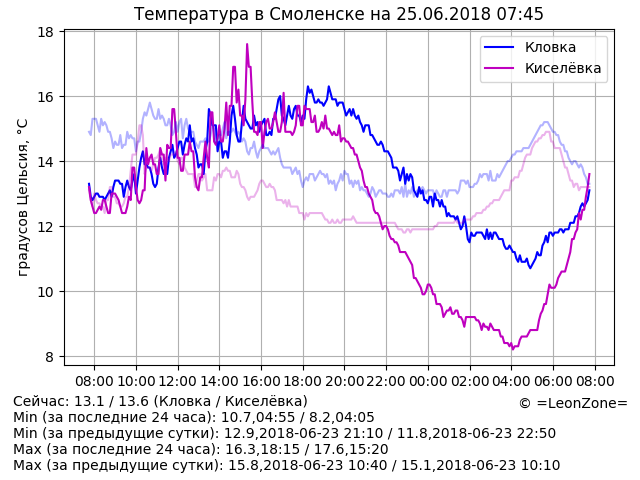 Температура в Смоленске на 25.06.2018 07:45
градусов Цельсия, °C
18
16
14
12
10
8
Кловка
Киселёвка
08:00 10:00 12:00 14:00 16:00 18:00 20:00 22:00 00:00 02:00 04:00 06:00 08:00
Сейчас: 13.1 / 13.6 (Кловка / Киселёвка)
© =LeonZone=
Min (за последние 24 часа): 10.7,04:55 / 8.2,04:05
Min (за предыдущие сутки): 12.9,2018-06-23 21:10 / 11.8,2018-06-23 22:50
Max (за последние 24 часа): 16.3,18:15 / 17.6,15:20
Max (за предыдущие сутки): 15.8,2018-06-23 10:40 / 15.1,2018-06-23 10:10